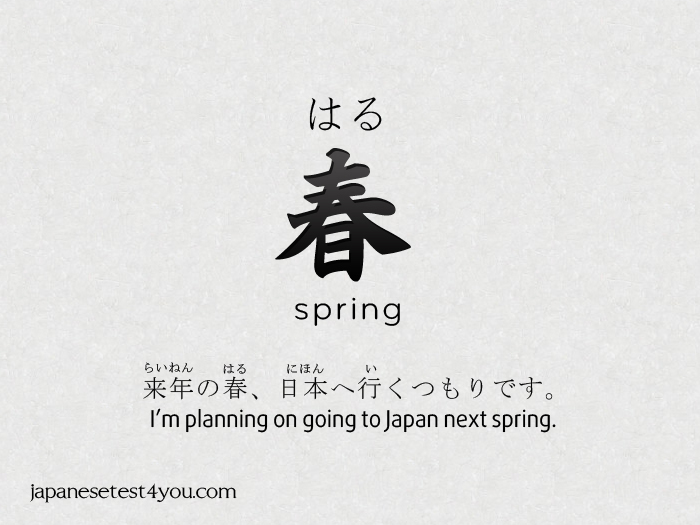 はる
春
spring
らいねん はる にほん い
来年の春、日本へ行くつもりです。
I'm planning on going to Japan next spring.
japanesetest4you.com